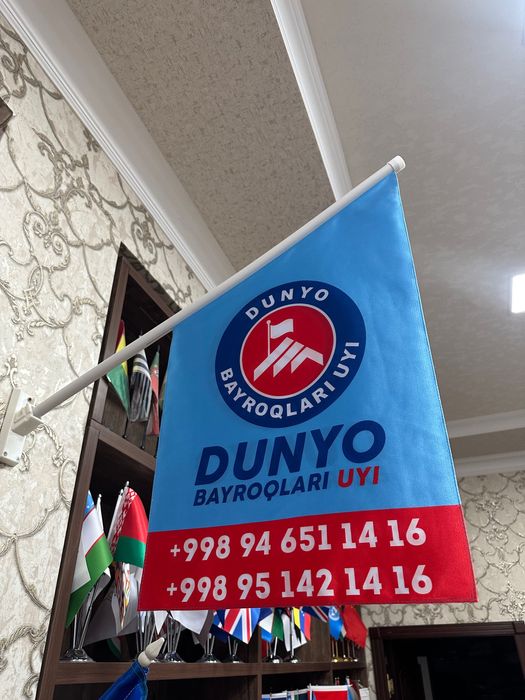 DUNYO
BAYROQLARI UYI
DUNYO
BAYROQLARI UYI
+998 94 651 14 16
+998 95 142 14 16